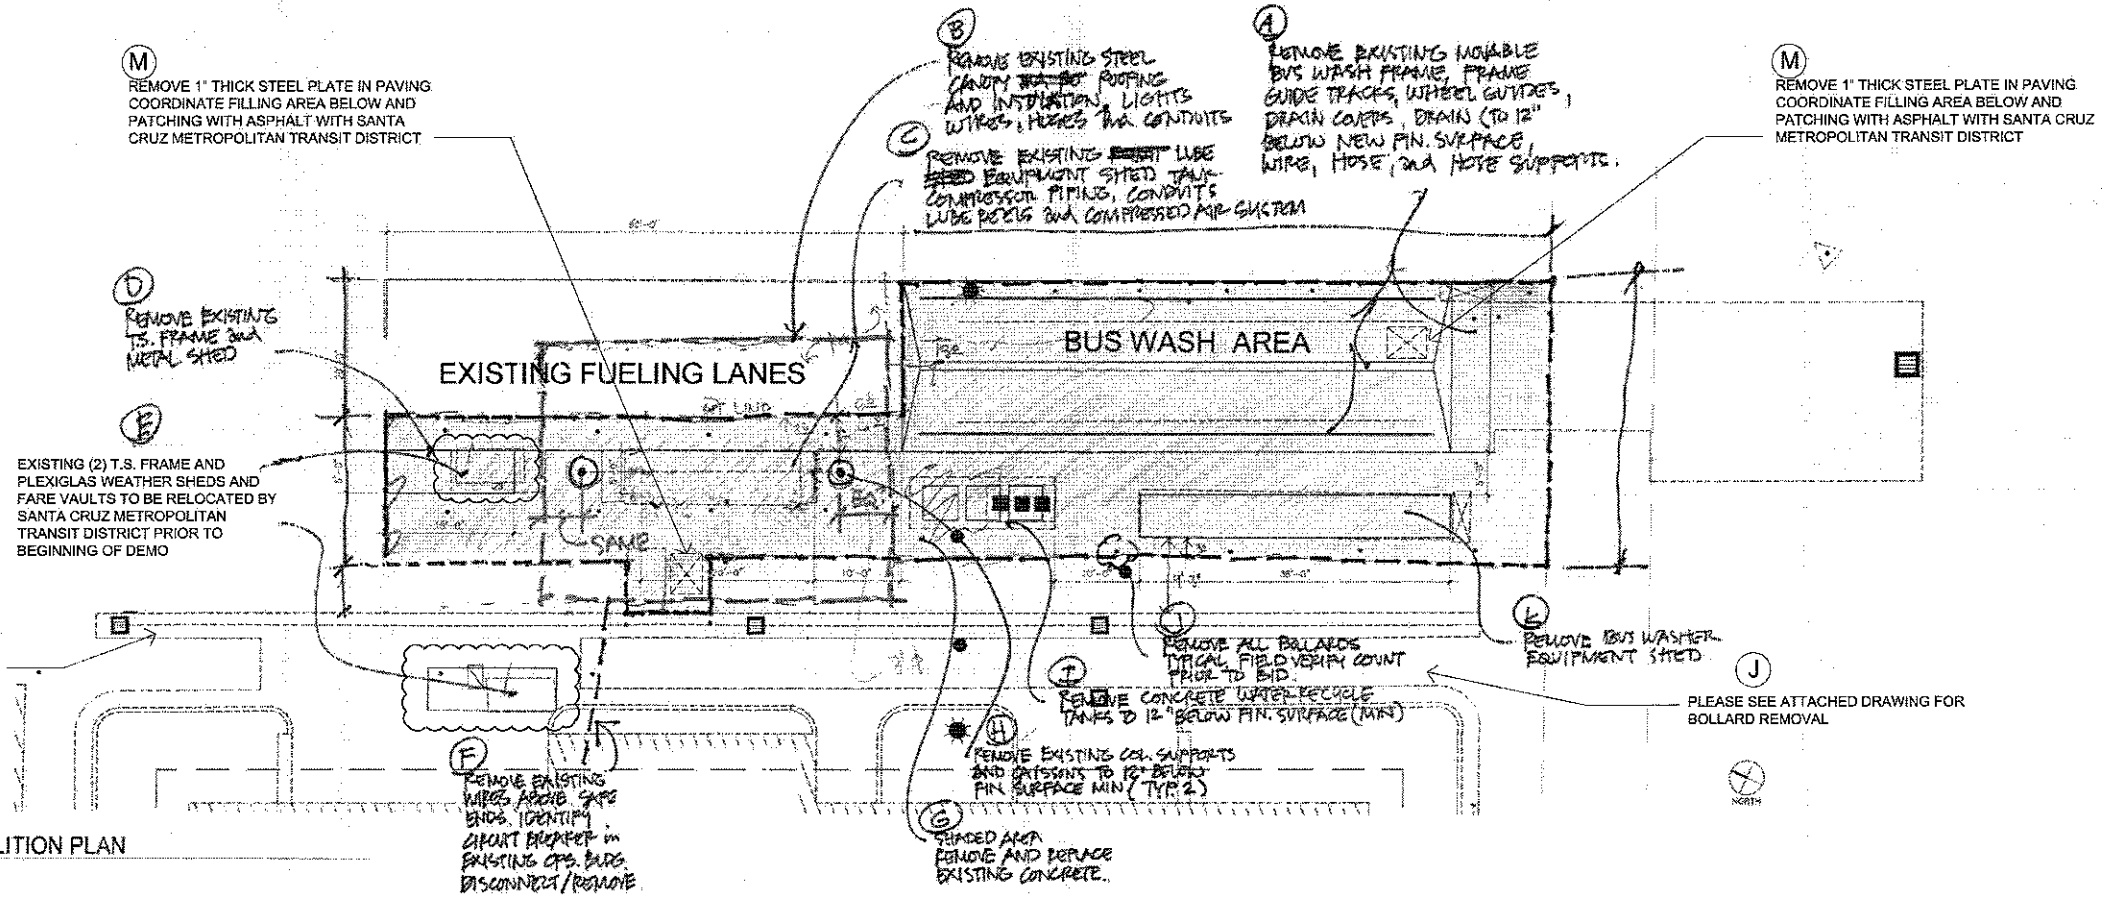 M
REMOVE 1" THICK STEEL PLATE IN PAVING
COORDINATE FILLING AREA BELOW AND
PATCHING WITH ASPHALT WITH SANTA
CRUZ METROPOLITAN TRANSIT DISTRICT
B
REMOVE EXISTING STEEL
CANOPY ROOFING
AND INSULATION, LIGHTS
WIRES, HOSES and CONDUITS
C
REMOVE EXISTING LUBE
EQUIPMENT SHED TANK
COMPRESSOR PIPING, CONDUITS
LUBE REELS and COMPRESSED AIR SYSTEM
A
REMOVE EXISTING MOVABLE
BUS WASH FRAME, FRAME
GUIDE TRACKS, WHEEL GUIDES,
DRAIN COVERS, DRAIN (TO 12"
BELOW NEW FIN. SURFACE,
WIRE, HOSE, and HOSE SUPPORTS.
M
REMOVE 1" THICK STEEL PLATE IN PAVING
COORDINATE FILLING AREA BELOW AND
PATCHING WITH ASPHALT WITH SANTA CRUZ
METROPOLITAN TRANSIT DISTRICT
60'-0"
D
REMOVE EXISTING
T.S. FRAME and
METAL SHED
EXISTING FUELING LANES
BUS WASH AREA
E
EXISTING (2) T.S. FRAME AND
PLEXIGLAS WEATHER SHEDS AND
FARE VAULTS TO BE RELOCATED BY
SANTA CRUZ METROPOLITAN
TRANSIT DISTRICT PRIOR TO
BEGINNING OF DEMO
SAME
10'-0"
F
REMOVE EXISTING
WIRES ABOVE SAFE
ENDS. IDENTIFY
CIRCUIT BREAKER in
EXISTING OPS. BLDG.
DISCONNECT/REMOVE
G
SHADED AREA
REMOVE AND REPLACE
EXISTING CONCRETE.
H
REMOVE EXISTING COL. SUPPORTS
AND CAISSONS TO 12" BELOW
FIN SURFACE MIN (TYP. 2)
I
REMOVE CONCRETE WATER RECYCLE
TANKS TO 12" BELOW FIN. SURFACE (MIN)
J
REMOVE ALL BOLLARDS
TYPICAL FIELD VERIFY COUNT
PRIOR TO BID.
K
REMOVE BUS WASHER
EQUIPMENT SHED
J
PLEASE SEE ATTACHED DRAWING FOR
BOLLARD REMOVAL
NORTH
LITION PLAN